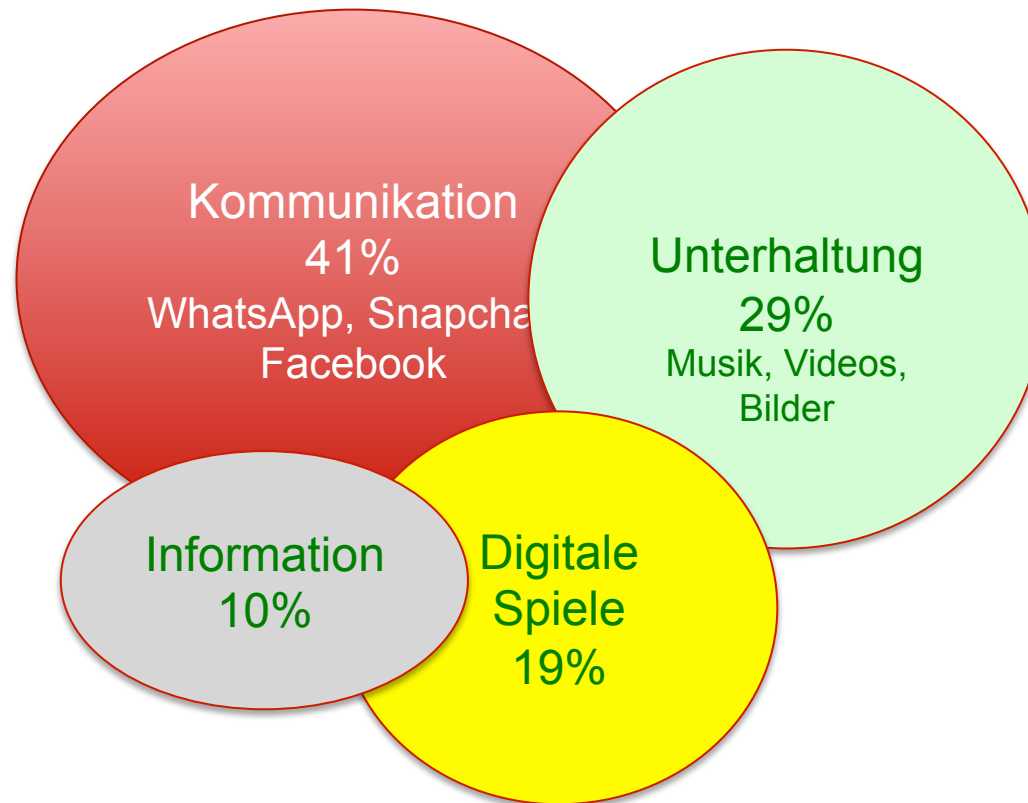 Kommunikation
41%
WhatsApp, Snapcha
Facebook
Unterhaltung
29%
Musik, Videos,
Bilder
Information
10%
Digitale
Spiele
19%